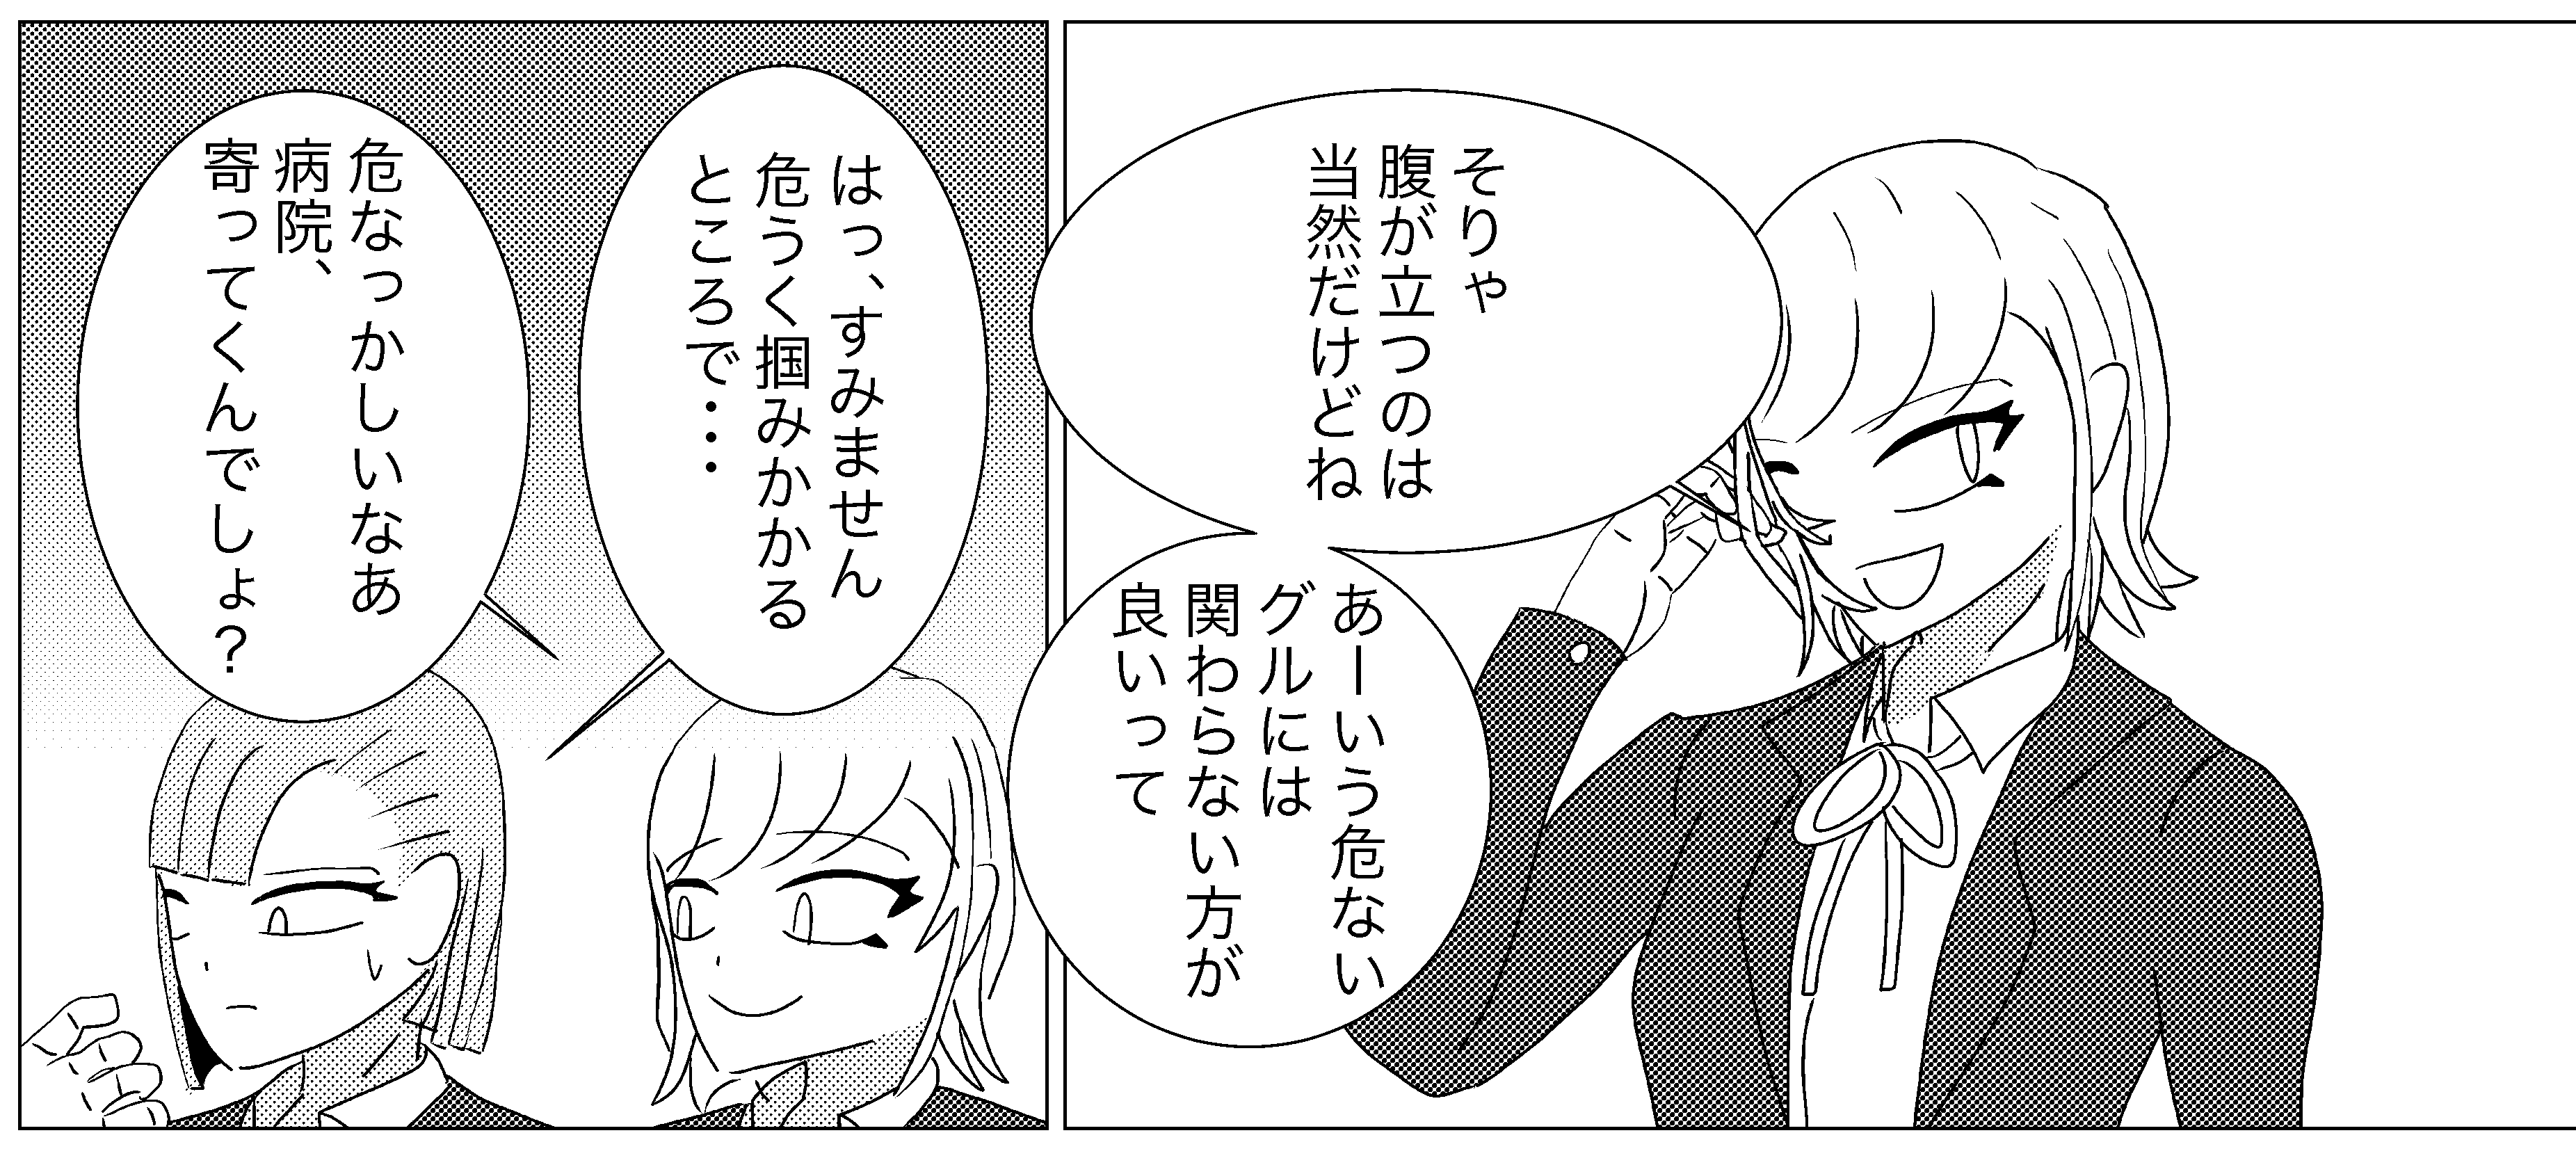 そりゃ
腹が立つのは
当然だけどね
あーいう危ない
グルには
関わらない方が
良いって
はっ、すみません
危うく掴みかかる
ところで・・・
危なっかしいなあ
病院、
寄ってくんでしょ？